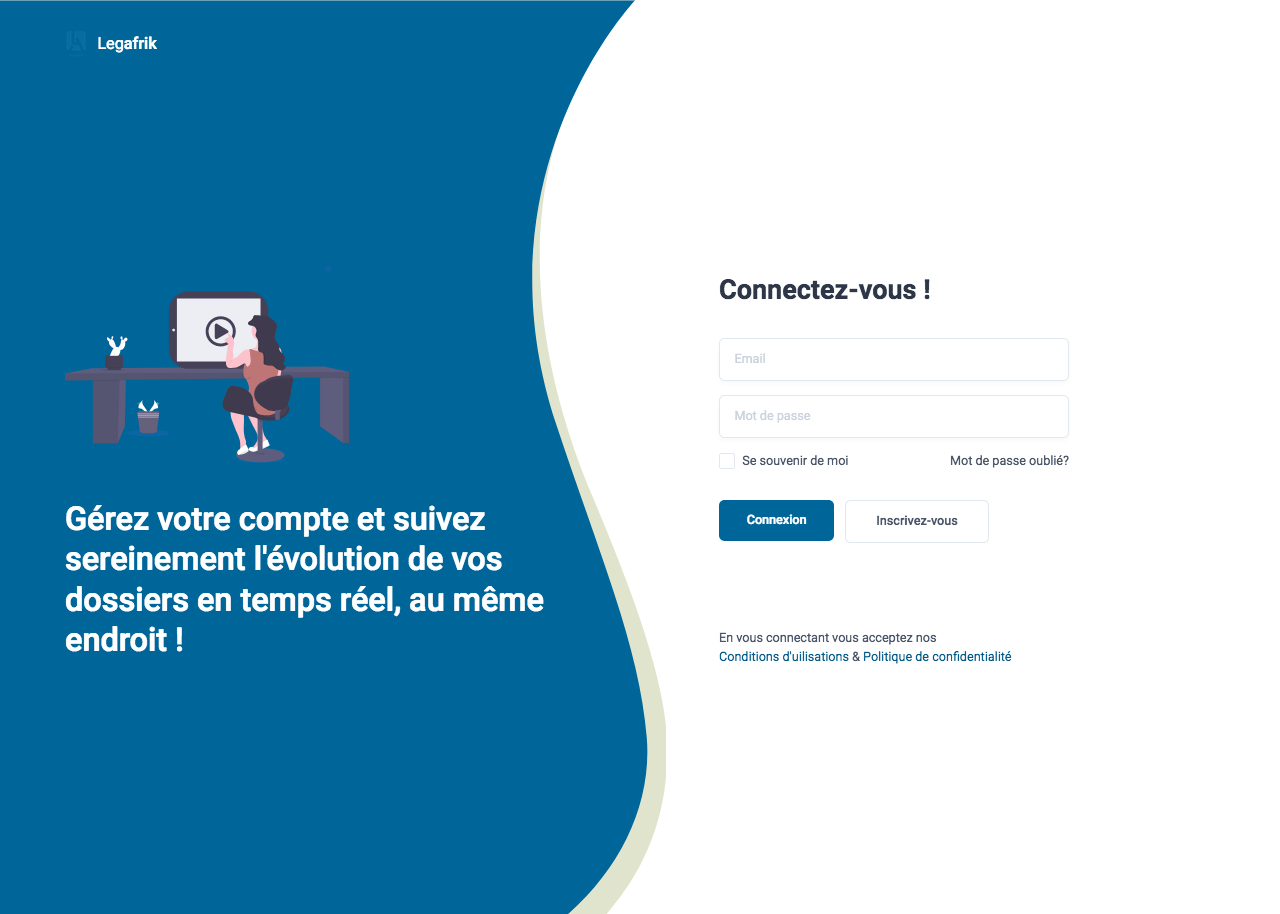 Legafrik
Gérez votre compte et suivez
sereinement l'évolution de vos
dossiers en temps réel, au même
endroit !
Connectez-vous !
Email
Mot de passe
Se souvenir de moi
Mot de passe oublié?
Connexion
Inscrivez-vous
En vous connectant vous acceptez nos
Conditions d'uilisations & Politique de confidentialité